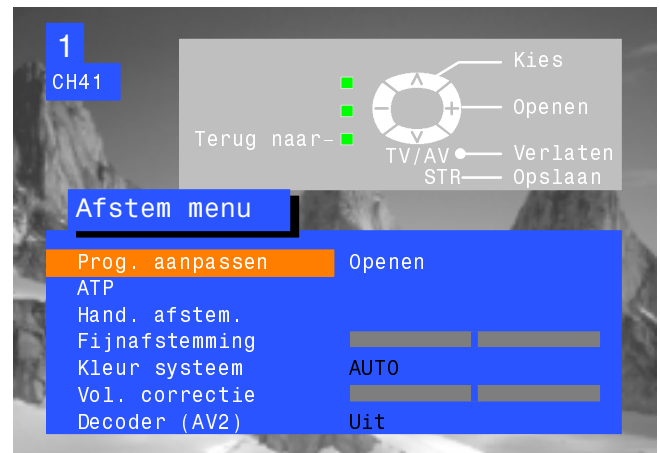 1
CH41
Kies
Openen
Terug naar
TV/AV Verlaten
STR Opslaan
Afstem menu
Prog. aanpassen Openen
ATP
Hand. afstem.
Fijnafstemming
Kleur systeem AUTO
Vol. correctie
Decoder (AV2) Uit